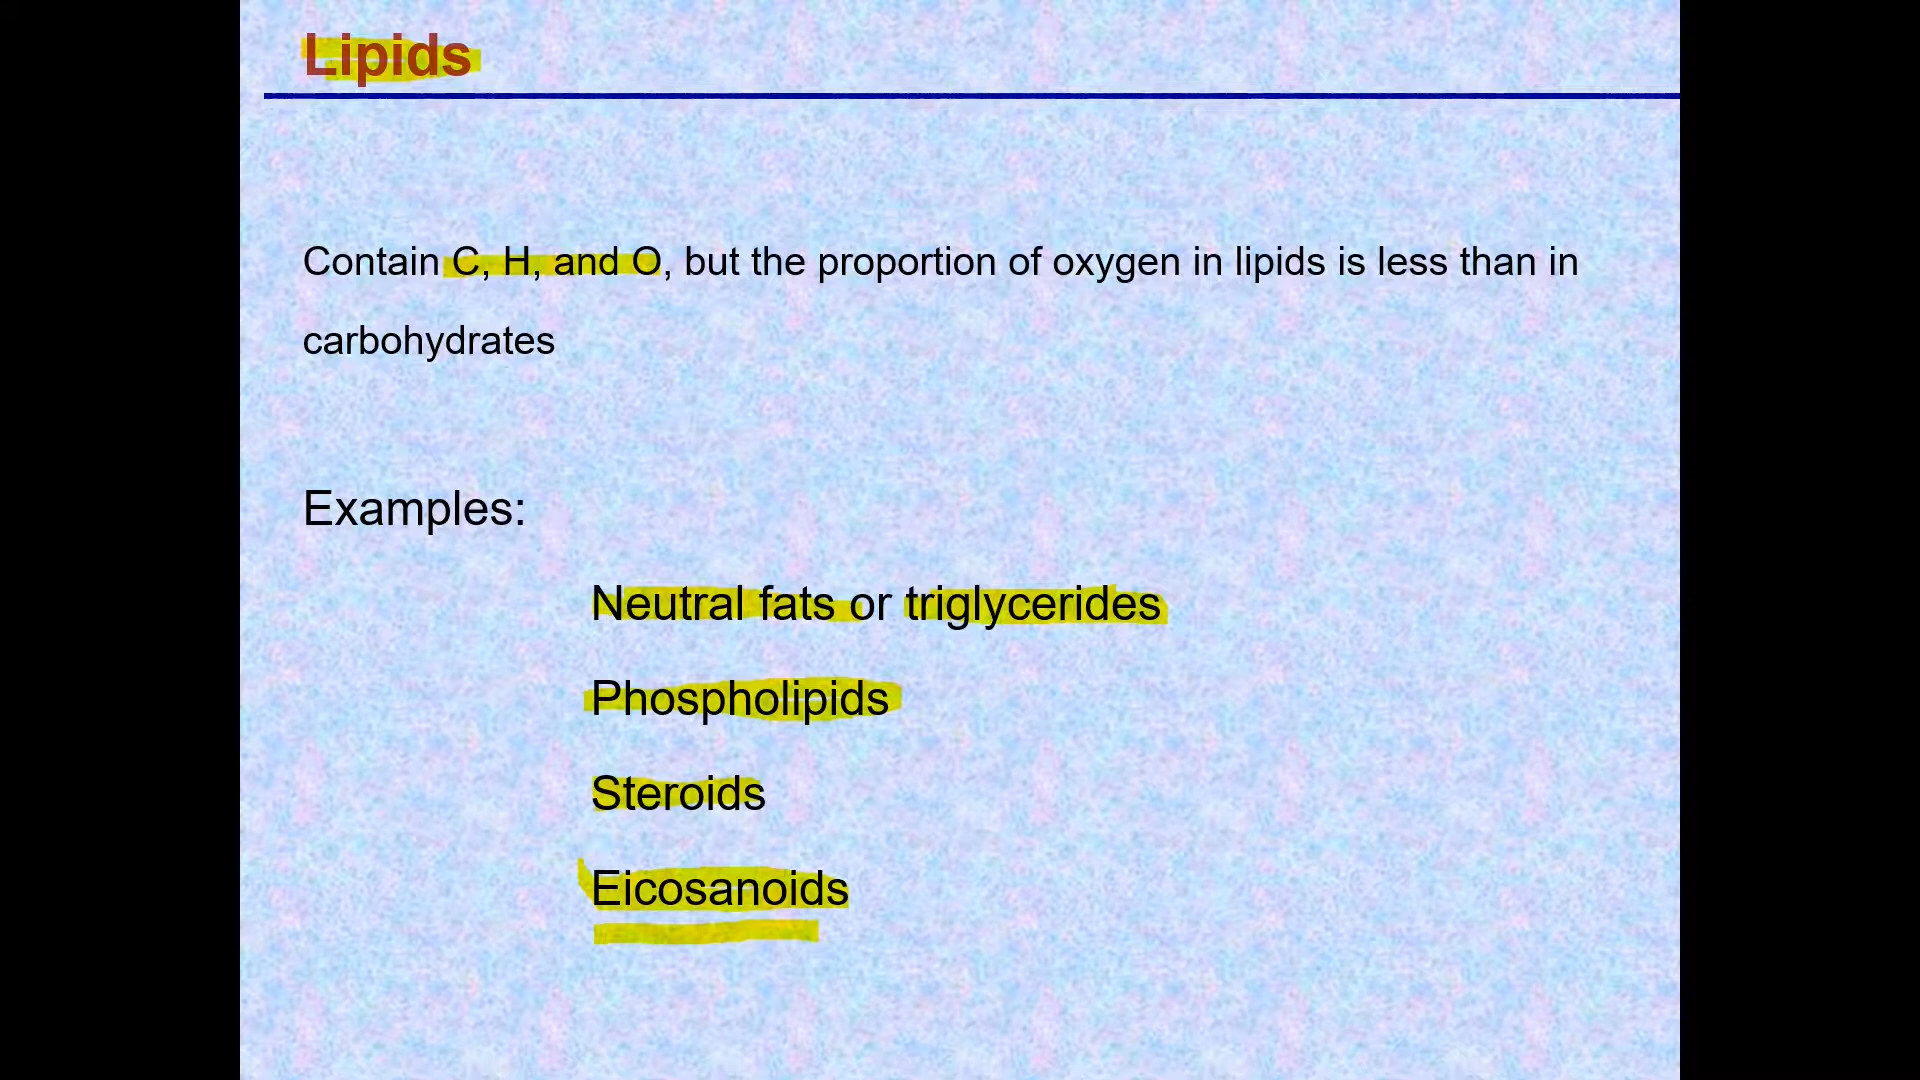 Lipids
Contain C, H, and O, but the proportion of oxygen in lipids is less than in
carbohydrates
Examples:
Neutral fats or triglycerides
Phospholipids
Steroids
Eicosanoids